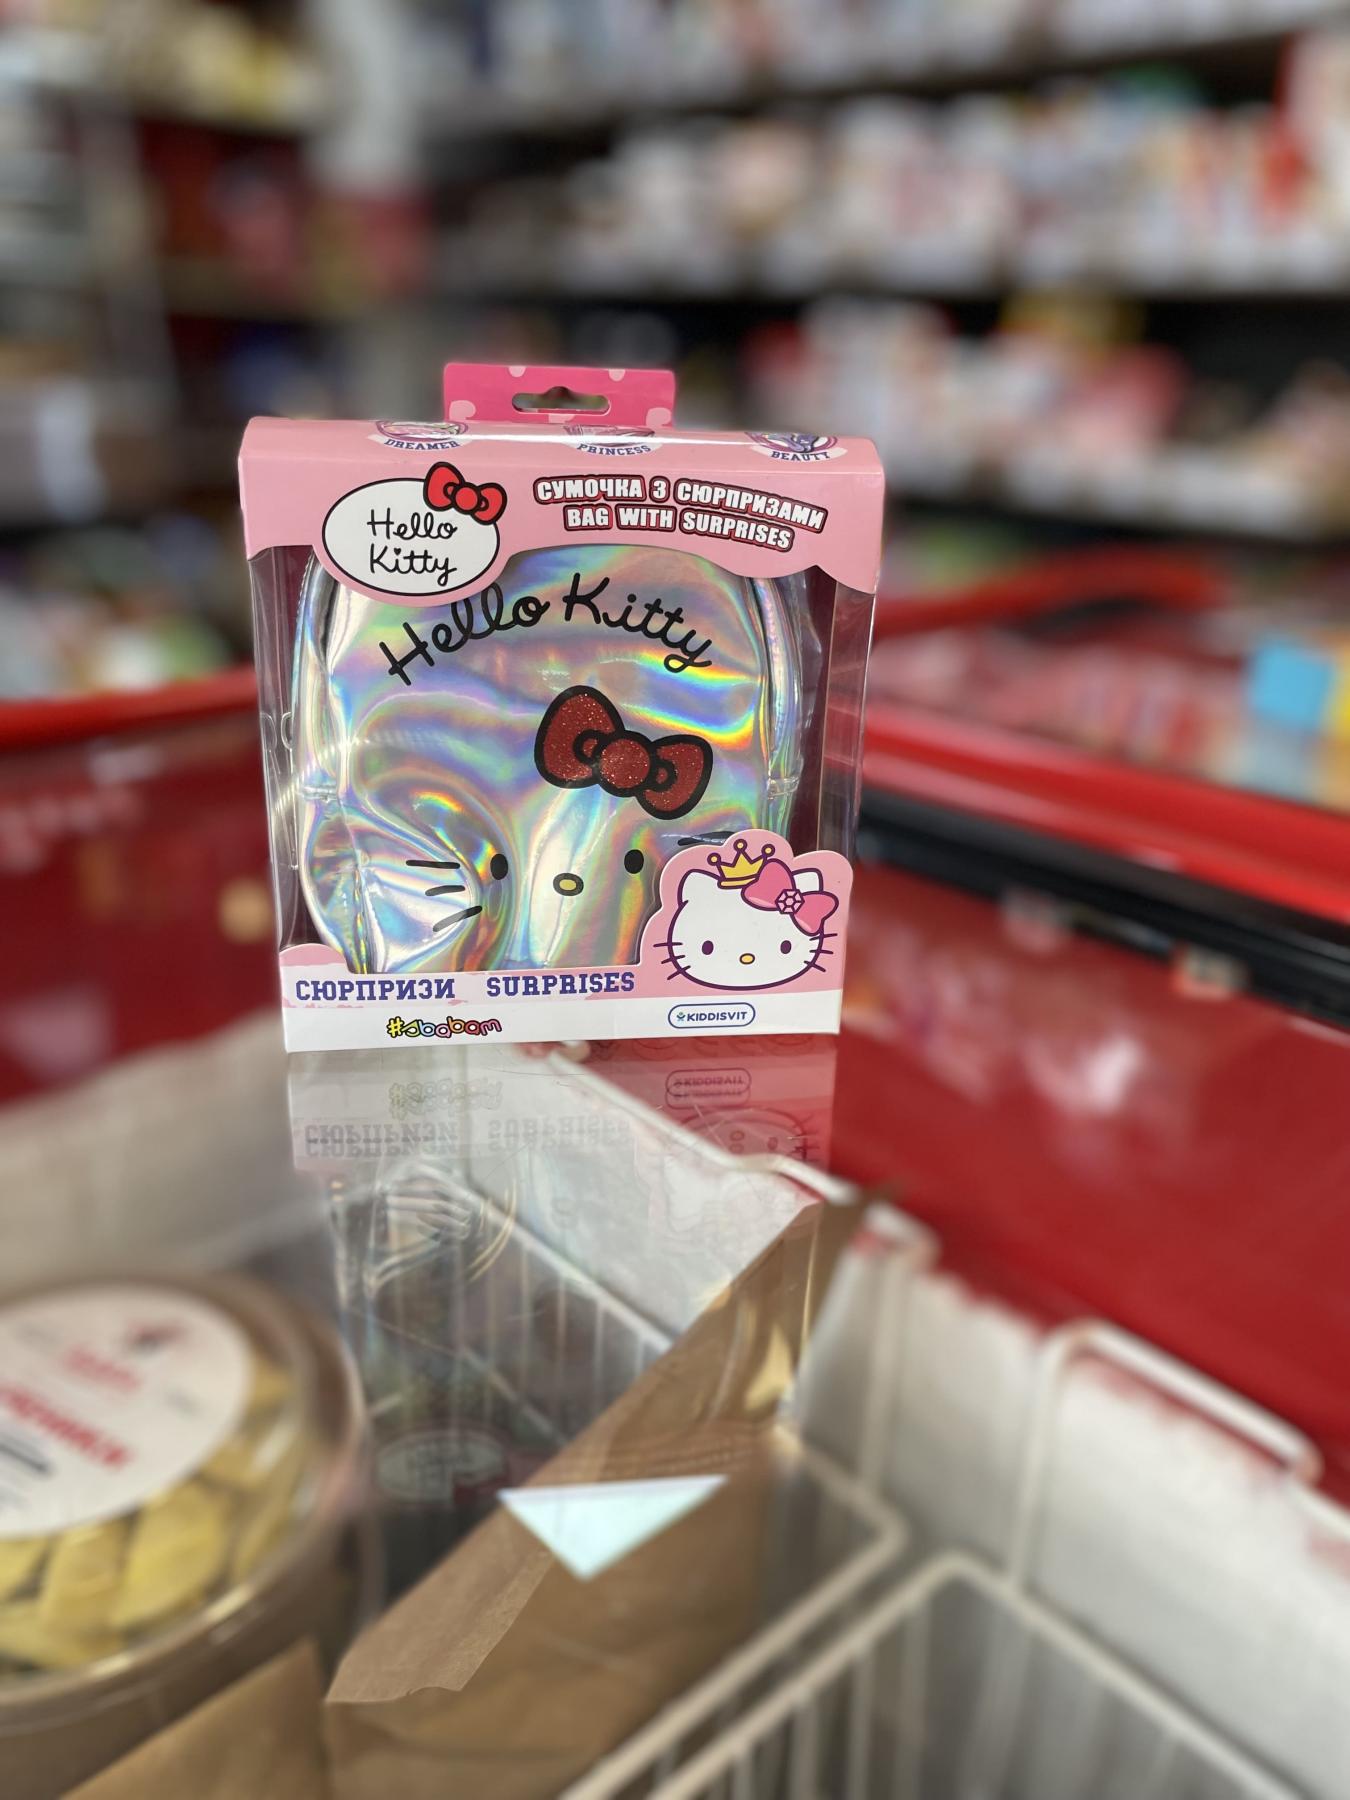 DREAMER
PRINCESS
BEAUTY
Hello
Kitty
СУМОЧКА З СЮРПРИЗАМИ
BAG WITH SURPRISES
Hello Kitty
СЮРПРИЗИ SURPRISES
#sbabam
KIDDISVIT